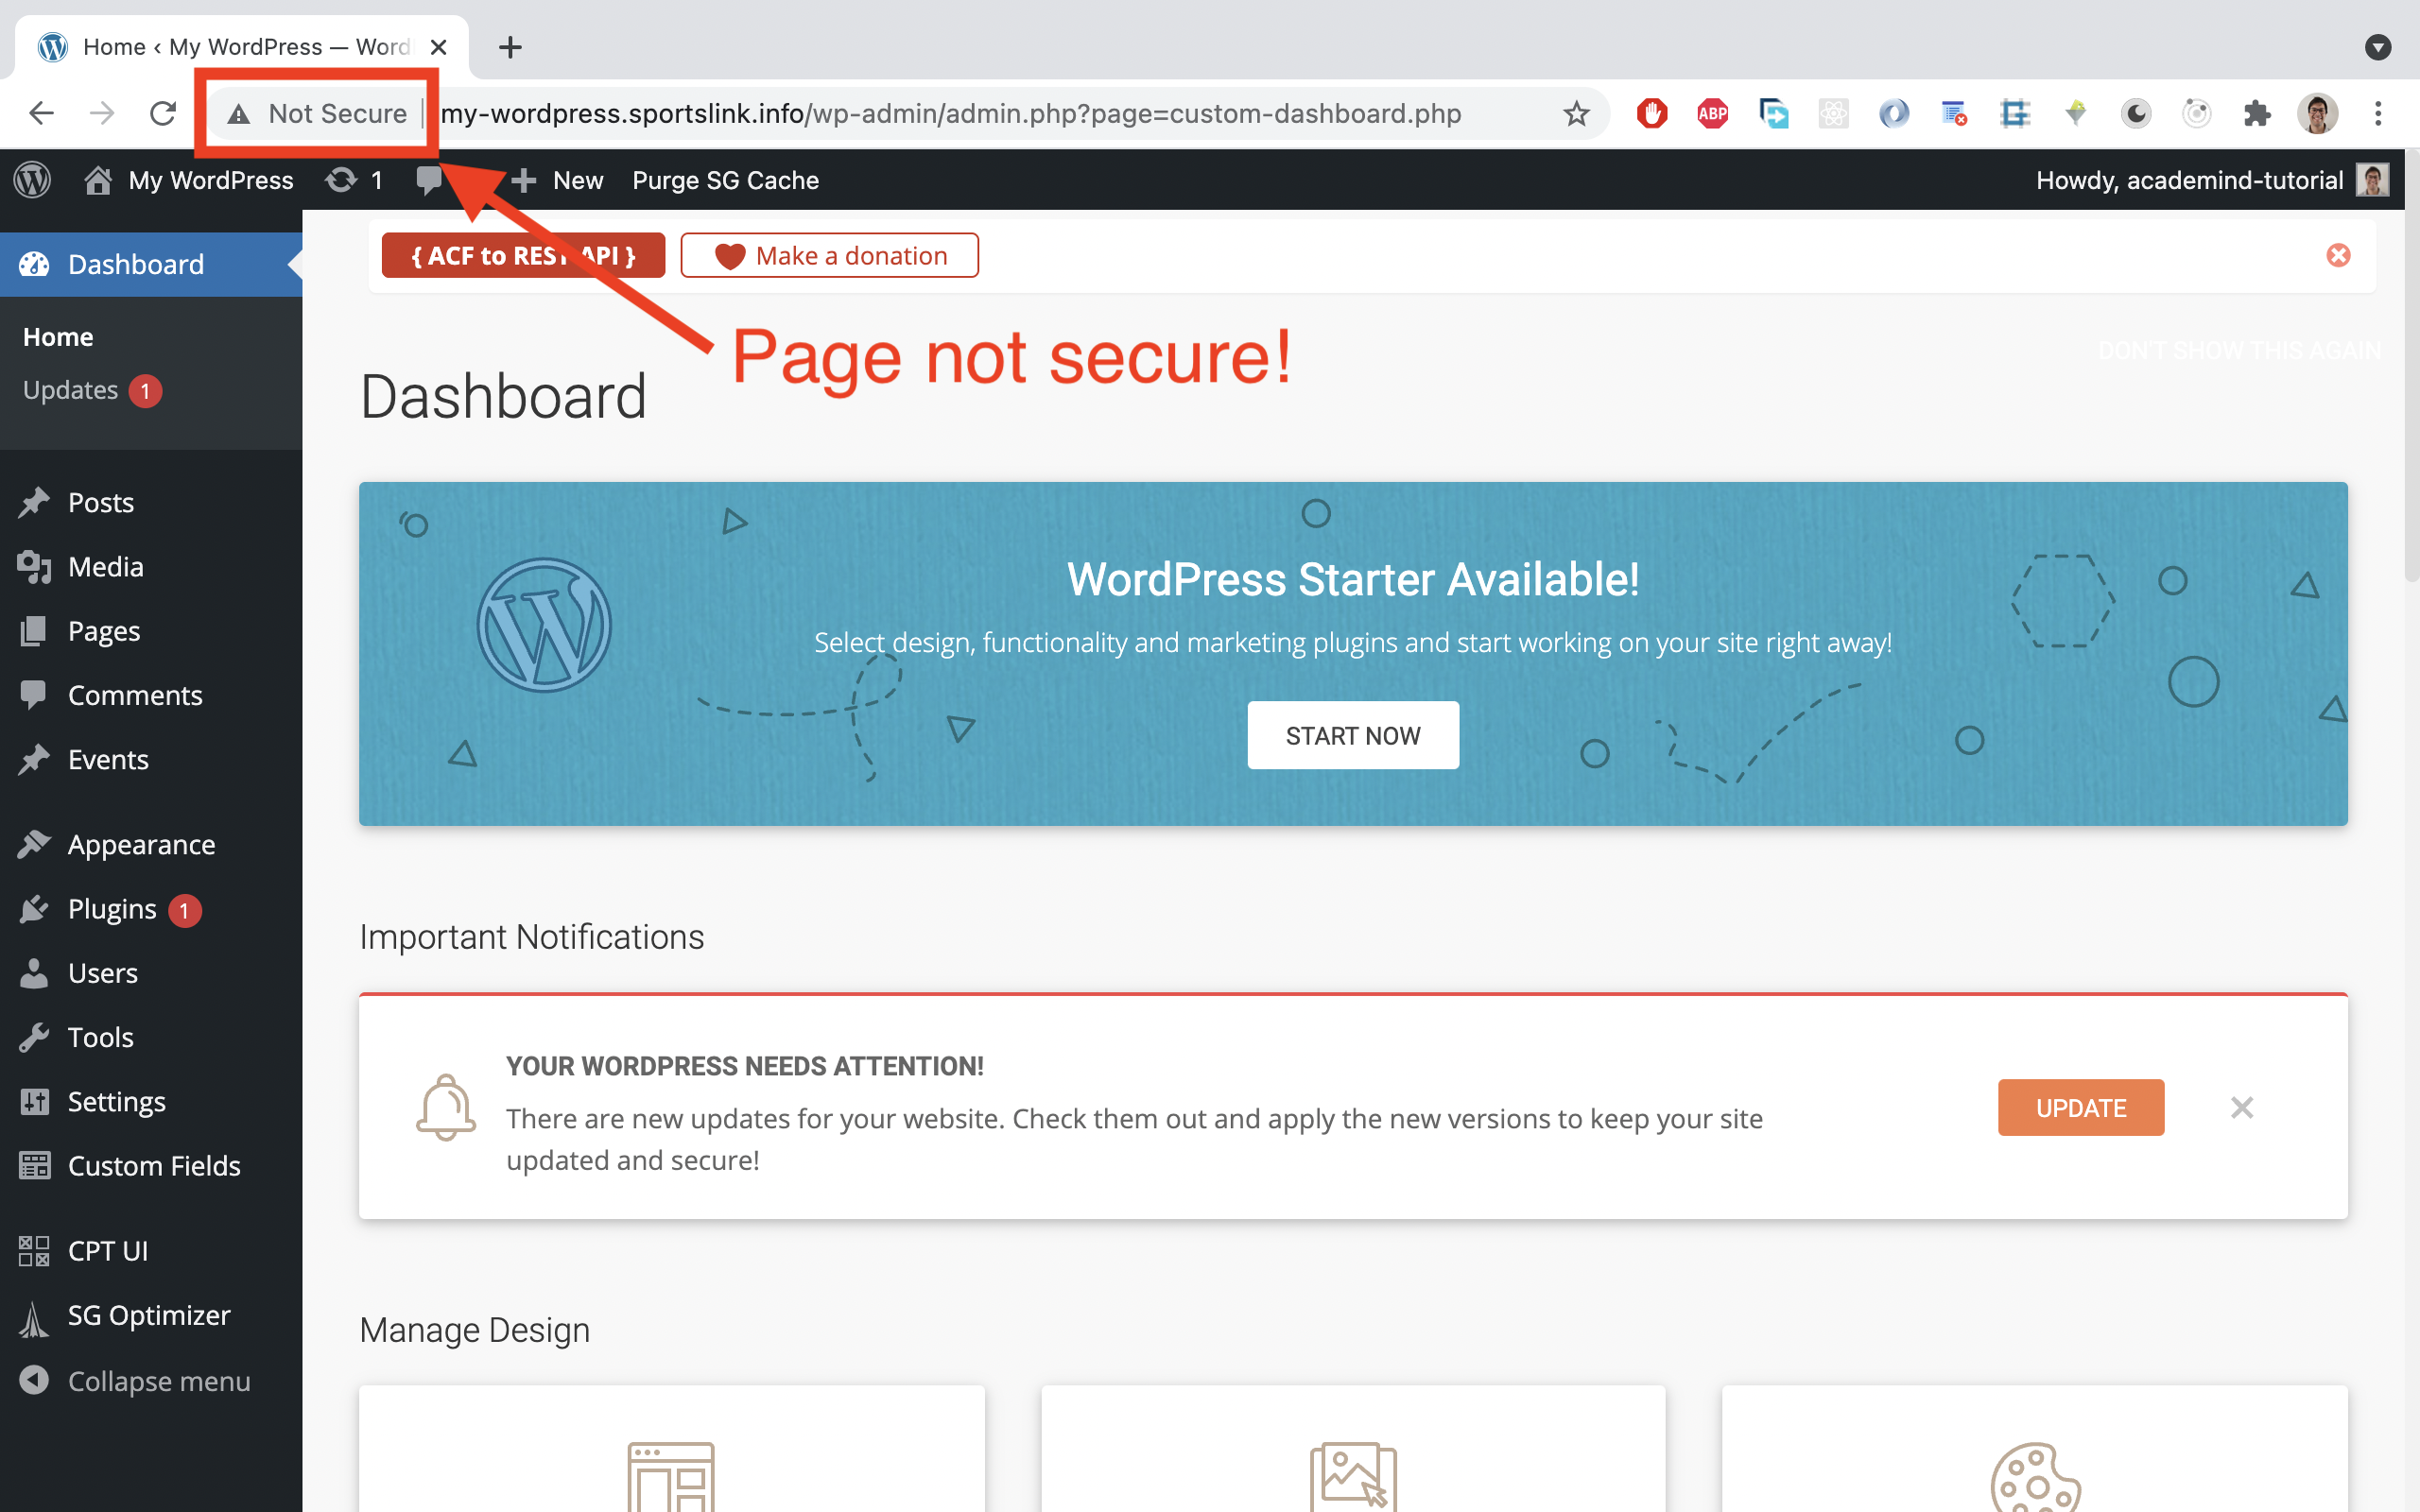 Home ‹ My WordPress — Word
Not Secure
my-wordpress.sportslink.info/wp-admin/admin.php?page=custom-dashboard.php
ABP
My WordPress
1
New
Purge SG Cache
Howdy, academind-tutorial
Dashboard
Home
Updates 1
Posts
Media
Pages
Comments
Events
Appearance
Plugins 1
Users
Tools
Settings
Custom Fields
CPT UI
SG Optimizer
Collapse menu
{ ACF to REST API }
Make a donation
Page not secure!
DON'T SHOW THIS AGAIN
Dashboard
WordPress Starter Available!
Select design, functionality and marketing plugins and start working on your site right away!
START NOW
Important Notifications
YOUR WORDPRESS NEEDS ATTENTION!
There are new updates for your website. Check them out and apply the new versions to keep your site
updated and secure!
UPDATE
Manage Design